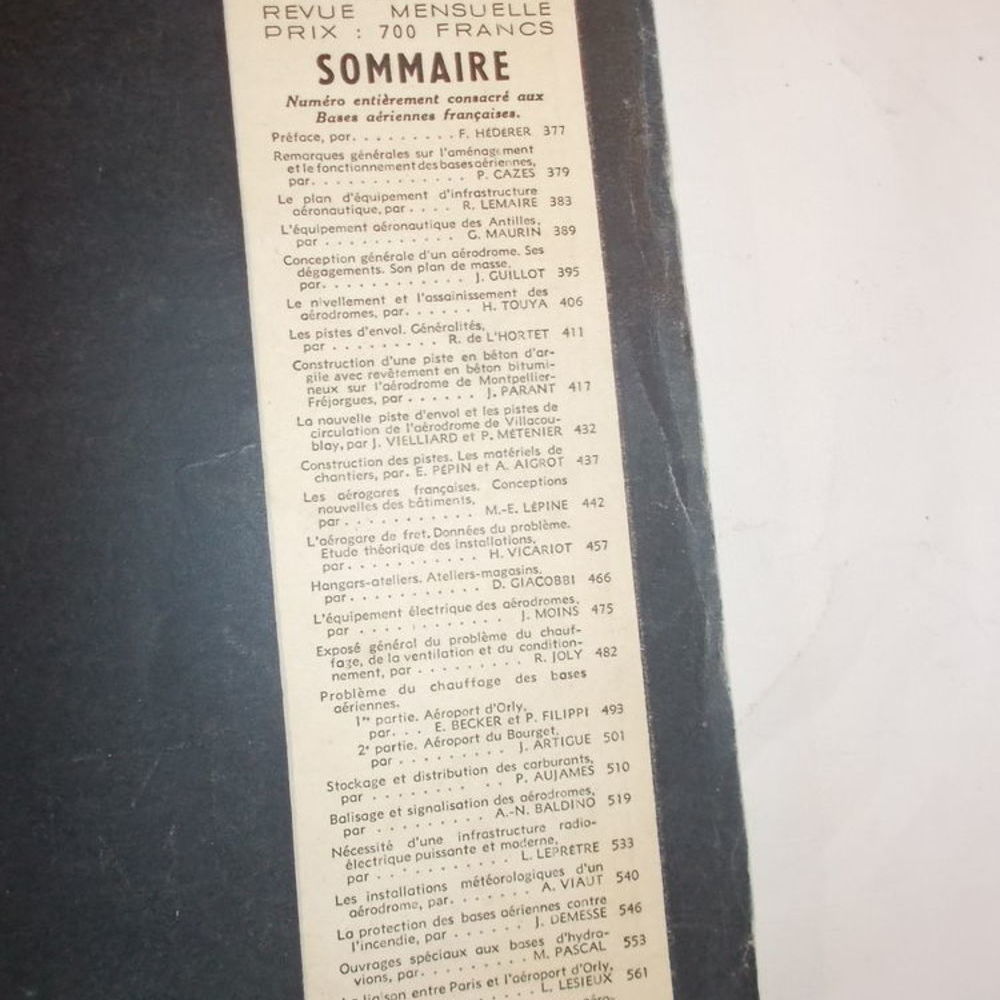 REVUE MENSUELLE
PRIX : 700 FRANCS
SOMMAIRE
Numéro entièrement consacré aux
Bases aériennes françaises.
Préface, par. . . . . . . . . . F. HÉDERER 377
Remarques générales sur l'aménagement
et le fonctionnement des bases aériennes,
par. . . . . . . . . . . . . P. CAZES 379
Le plan d'équipement d'infrastructure
aéronautique, par . . . . R. LEMAIRE 383
L'équipement aéronautique des Antilles,
par . . . . . . . . . . . G. MAURIN 389
Conception générale d'un aérodrome. Ses
dégagements. Son plan de masse,
par. . . . . . . . . . . . J. GUILLOT 395
Le nivellement et l'assainissement des
aérodromes, par. . . . . . H. TOUYA 406
Les pistes d'envol. Généralités,
par . . . . . . . . . R. de L'HORTET 411
Construction d'une piste en béton d'ar-
gile avec revêtement en béton bitumi-
neux sur l'aérodrome de Montpellier-
Fréjorgues, par . . . . . . J. PARANT 417
La nouvelle piste d'envol et les pistes de
circulation de l'aérodrome de Villacou-
blay, par J. VIELLIARD et P. MÉTENIER 432
Construction des pistes. Les matériels de
chantiers, par. E. PÉPIN et A. AIGROT 437
Les aérogares françaises. Conceptions
nouvelles des bâtiments,
par . . . . . . . . . . . M.-E. LÉPINE 442
L'aérogare de fret. Données du problème.
Etude théorique des installations,
par. . . . . . . . . . . H. VICARIOT 457
Hangars-ateliers. Ateliers-magasins,
par. . . . . . . . . . . D. GIACOBBI 466
L'équipement électrique des aérodromes,
par . . . . . . . . . . . . J. MOINS 475
Exposé général du problème du chauf-
fage, de la ventilation et du condition-
nement, par . . . . . . . . R. JOLY 482
Problème du chauffage des bases
aériennes.
1re partie. Aéroport d'Orly,
par. . . E. BECKER et P. FILIPPI 493
2e partie. Aéroport du Bourget,
par . . . . . . . . . J. ARTIGUE 501
Stockage et distribution des carburants,
par . . . . . . . . . . . P. AUJAMES 510
Balisage et signalisation des aérodromes,
par . . . . . . . . . A.-N. BALDINO 519
Nécessité d'une infrastructure radio-
électrique puissante et moderne,
par . . . . . . . . . . . L. LEPRÊTRE 533
Les installations météorologiques d'un
aérodrome, par. . . . . . . A. VIAUT 540
La protection des bases aériennes contre
l'incendie, par . . . . . . J. DEMESSE 546
Ouvrages spéciaux aux bases d'hydra-
vions, par. . . . . . . . . M. PASCAL 553
liaison entre Paris et l'aéroport d'Orly,
. . . . . L. LESIEUX 561